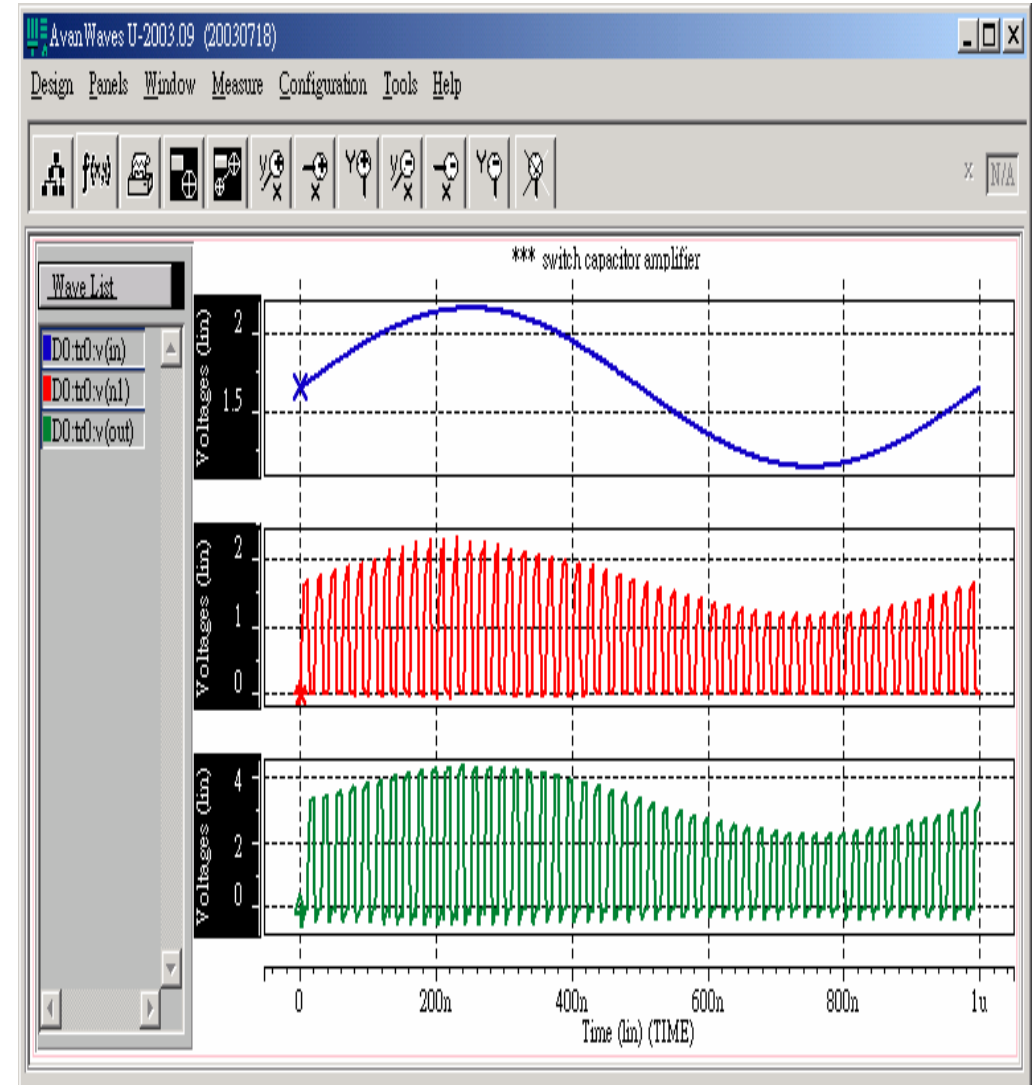 AvanWaves U-2003.09 (20030718)
Design Panels Window Measure Configuration Tools Help
f(x) x N/A
*** switch capacitor amplifier
Wave List
D0:tr0:v(in)
D0:tr0:v(n1)
D0:tr0:v(out)
Voltages (lin)
2
1.5
Voltages (lin)
2
1
0
Voltages (lin)
4
2
0
0 200n 400n 600n 800n 1u
Time (lin) (TIME)